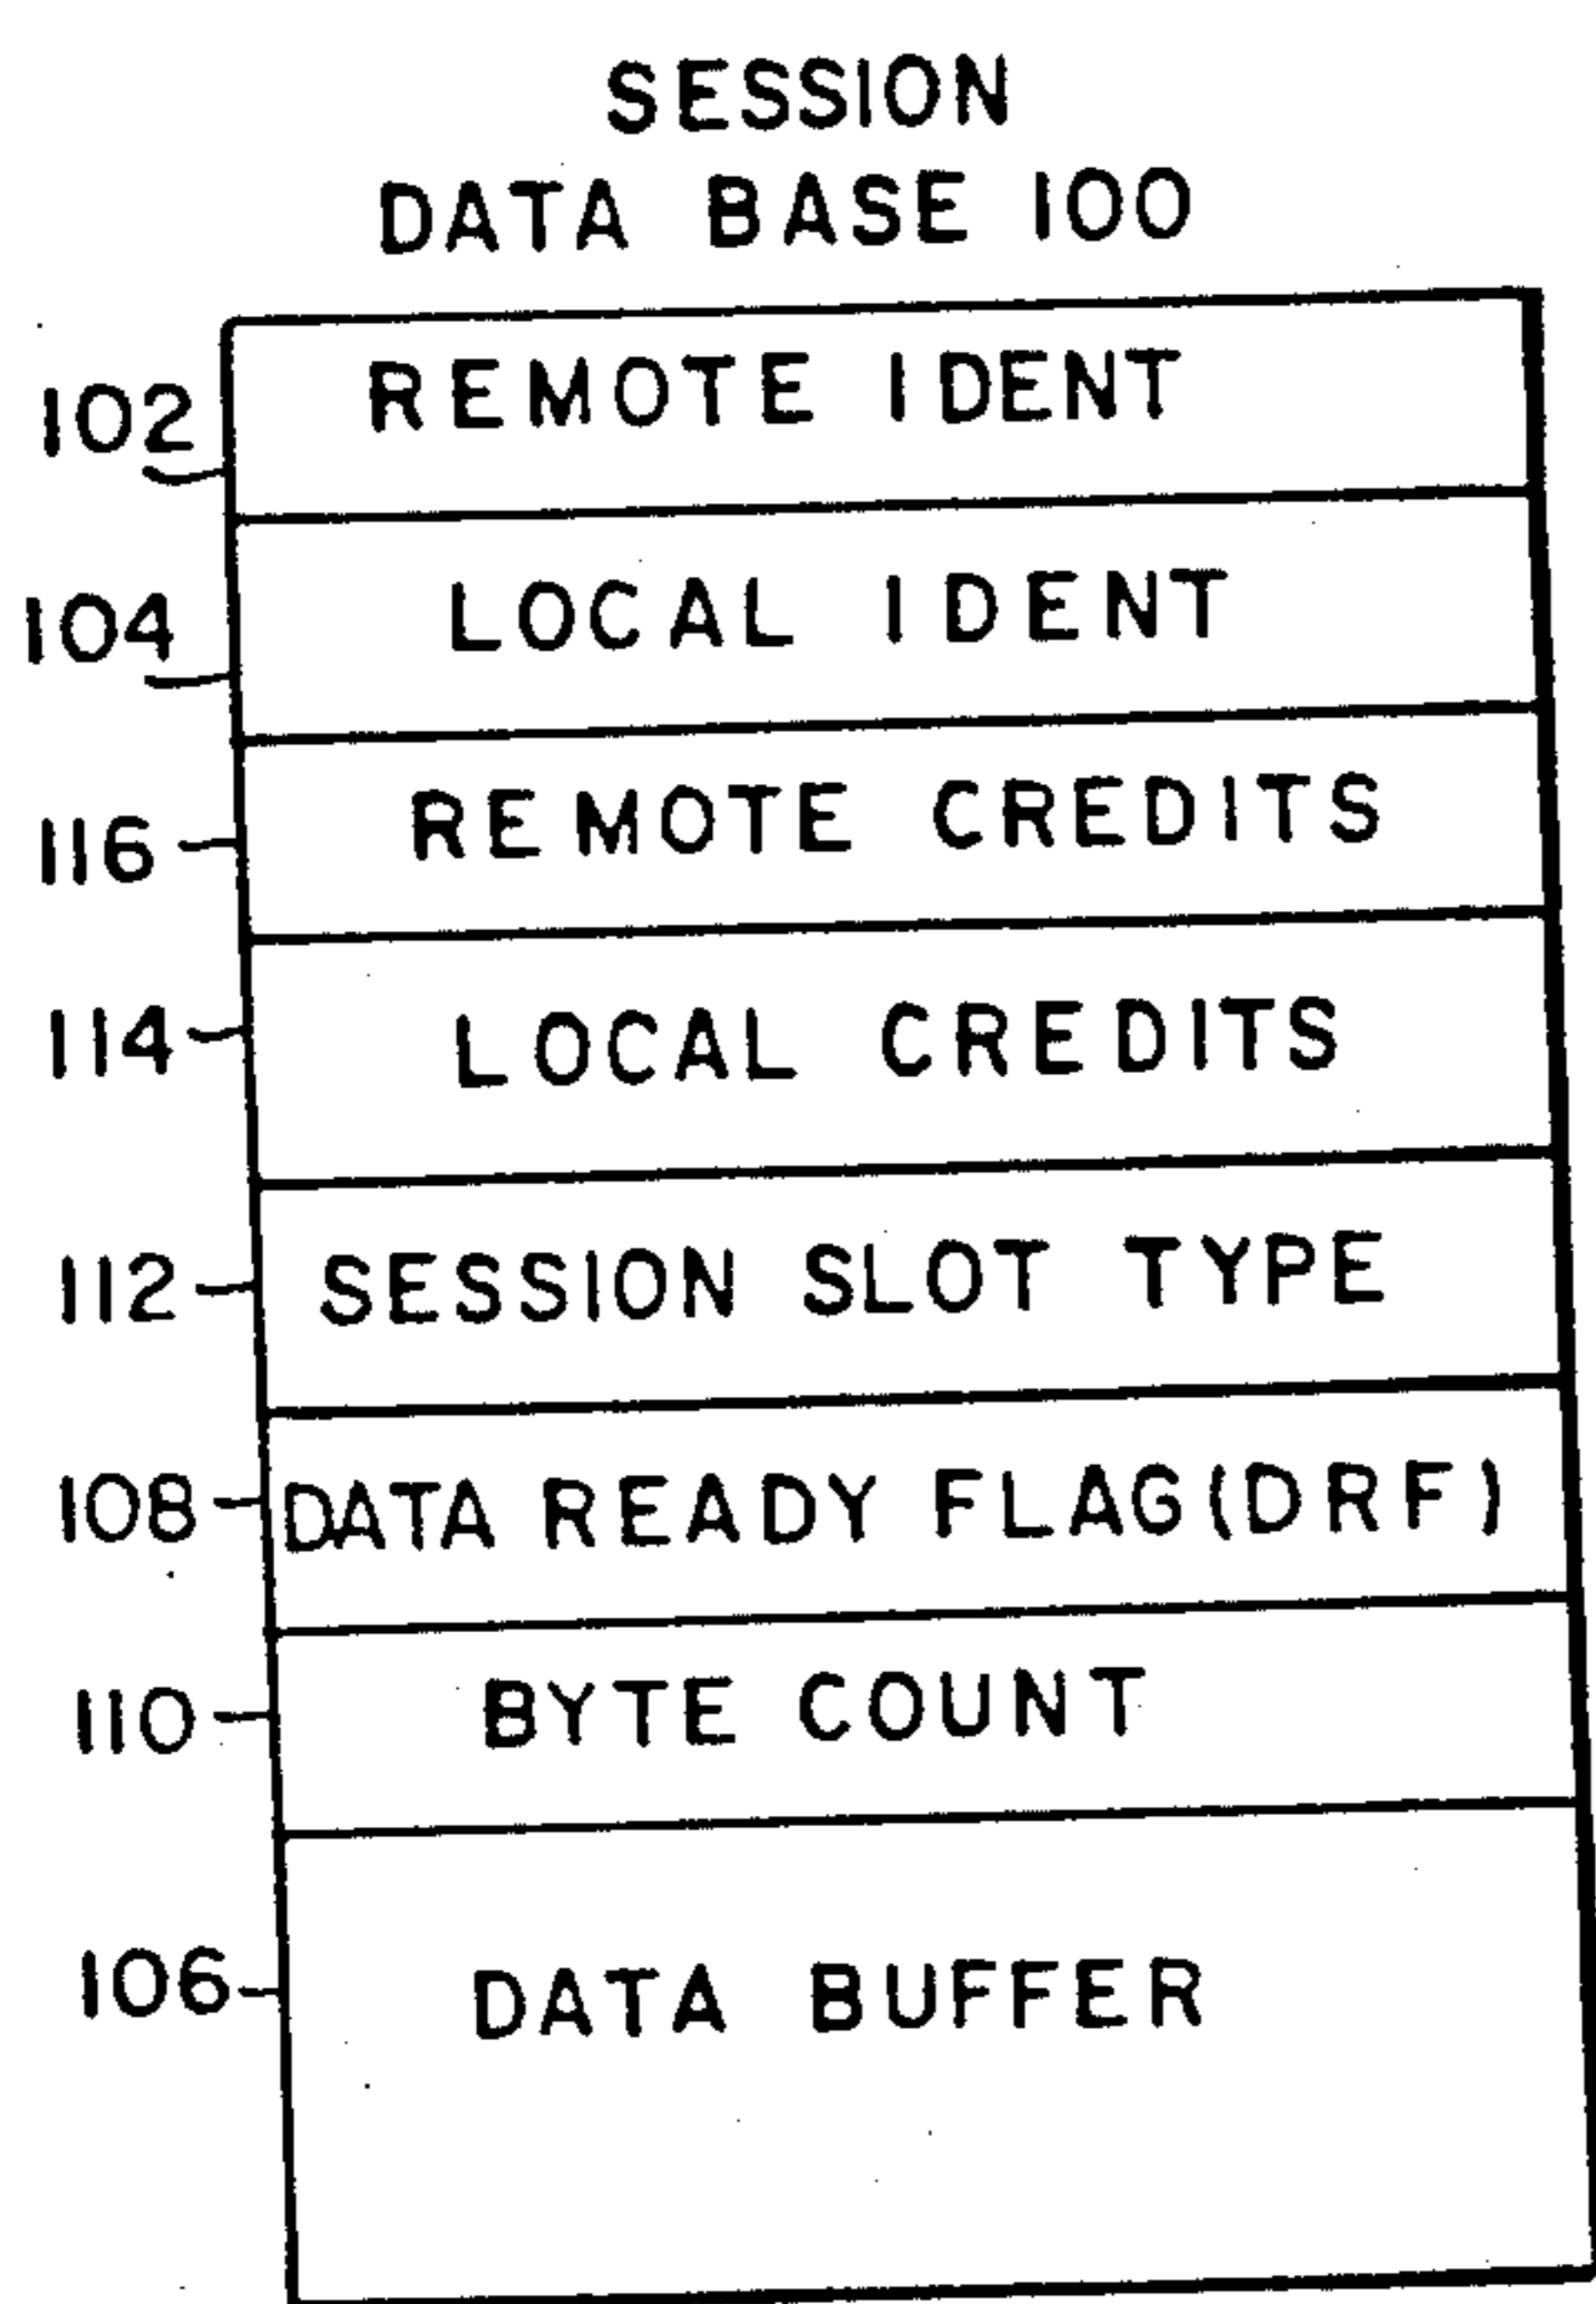 SESSION
DATA BASE 100
102 REMOTE IDENT
104 LOCAL IDENT
116 REMOTE CREDITS
114 LOCAL CREDITS
112 SESSION SLOT TYPE
108 DATA READY FLAG (DRF)
110 BYTE COUNT
106 DATA BUFFER